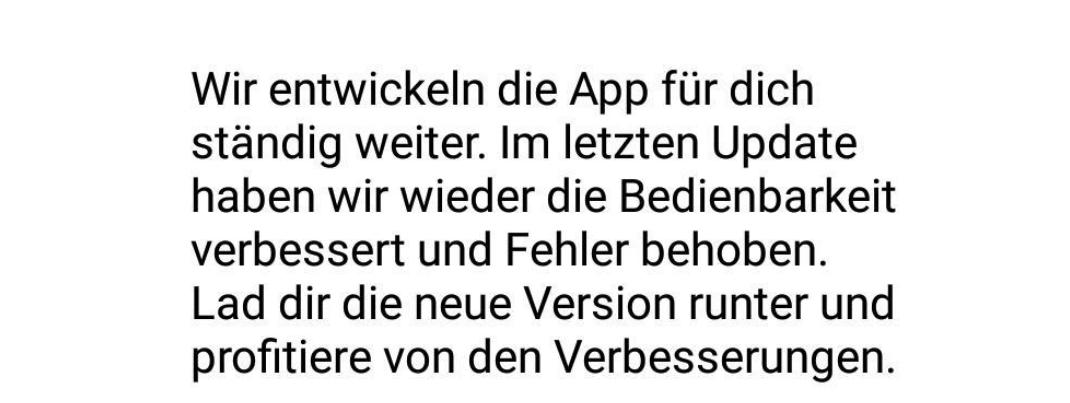 Wir entwickeln die App für dich
ständig weiter. Im letzten Update
haben wir wieder die Bedienbarkeit
verbessert und Fehler behoben.
Lad dir die neue Version runter und
profitiere von den Verbesserungen.